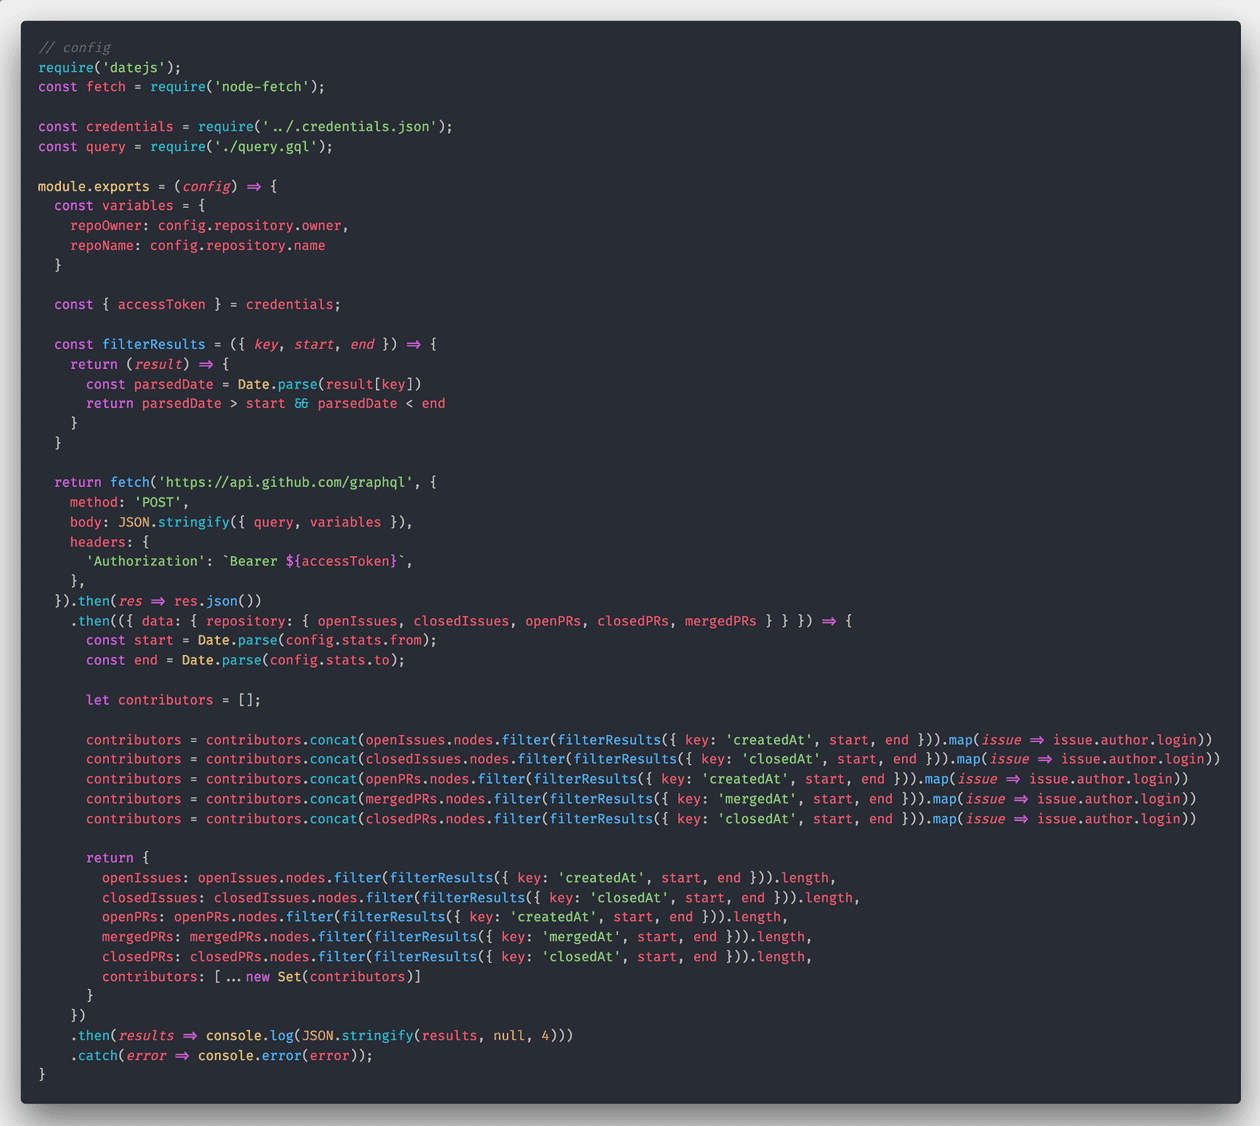 // config
require('datejs');
const fetch = require('node-fetch');

const credentials = require('../.credentials.json');
const query = require('./query.gql');

module.exports = (config) => {
  const variables = {
    repoOwner: config.repository.owner,
    repoName: config.repository.name
  }

  const { accessToken } = credentials;

  const filterResults = ({ key, start, end }) => {
    return (result) => {
      const parsedDate = Date.parse(result[key])
      return parsedDate > start && parsedDate < end
    }
  }

  return fetch('https://api.github.com/graphql', {
    method: 'POST',
    body: JSON.stringify({ query, variables }),
    headers: {
      'Authorization': `Bearer ${accessToken}`,
    },
  }).then(res => res.json())
    .then(({ data: { repository: { openIssues, closedIssues, openPRs, closedPRs, mergedPRs } } }) => {
      const start = Date.parse(config.stats.from);
      const end = Date.parse(config.stats.to);

      let contributors = [];

      contributors = contributors.concat(openIssues.nodes.filter(filterResults({ key: 'createdAt', start, end })).map(issue => issue.author.login))
      contributors = contributors.concat(closedIssues.nodes.filter(filterResults({ key: 'closedAt', start, end })).map(issue => issue.author.login))
      contributors = contributors.concat(openPRs.nodes.filter(filterResults({ key: 'createdAt', start, end })).map(issue => issue.author.login))
      contributors = contributors.concat(mergedPRs.nodes.filter(filterResults({ key: 'mergedAt', start, end })).map(issue => issue.author.login))
      contributors = contributors.concat(closedPRs.nodes.filter(filterResults({ key: 'closedAt', start, end })).map(issue => issue.author.login))

      return {
        openIssues: openIssues.nodes.filter(filterResults({ key: 'createdAt', start, end })).length,
        closedIssues: closedIssues.nodes.filter(filterResults({ key: 'closedAt', start, end })).length,
        openPRs: openPRs.nodes.filter(filterResults({ key: 'createdAt', start, end })).length,
        mergedPRs: mergedPRs.nodes.filter(filterResults({ key: 'mergedAt', start, end })).length,
        closedPRs: closedPRs.nodes.filter(filterResults({ key: 'closedAt', start, end })).length,
        contributors: [...new Set(contributors)]
      }
    })
    .then(results => console.log(JSON.stringify(results, null, 4)))
    .catch(error => console.error(error));
}